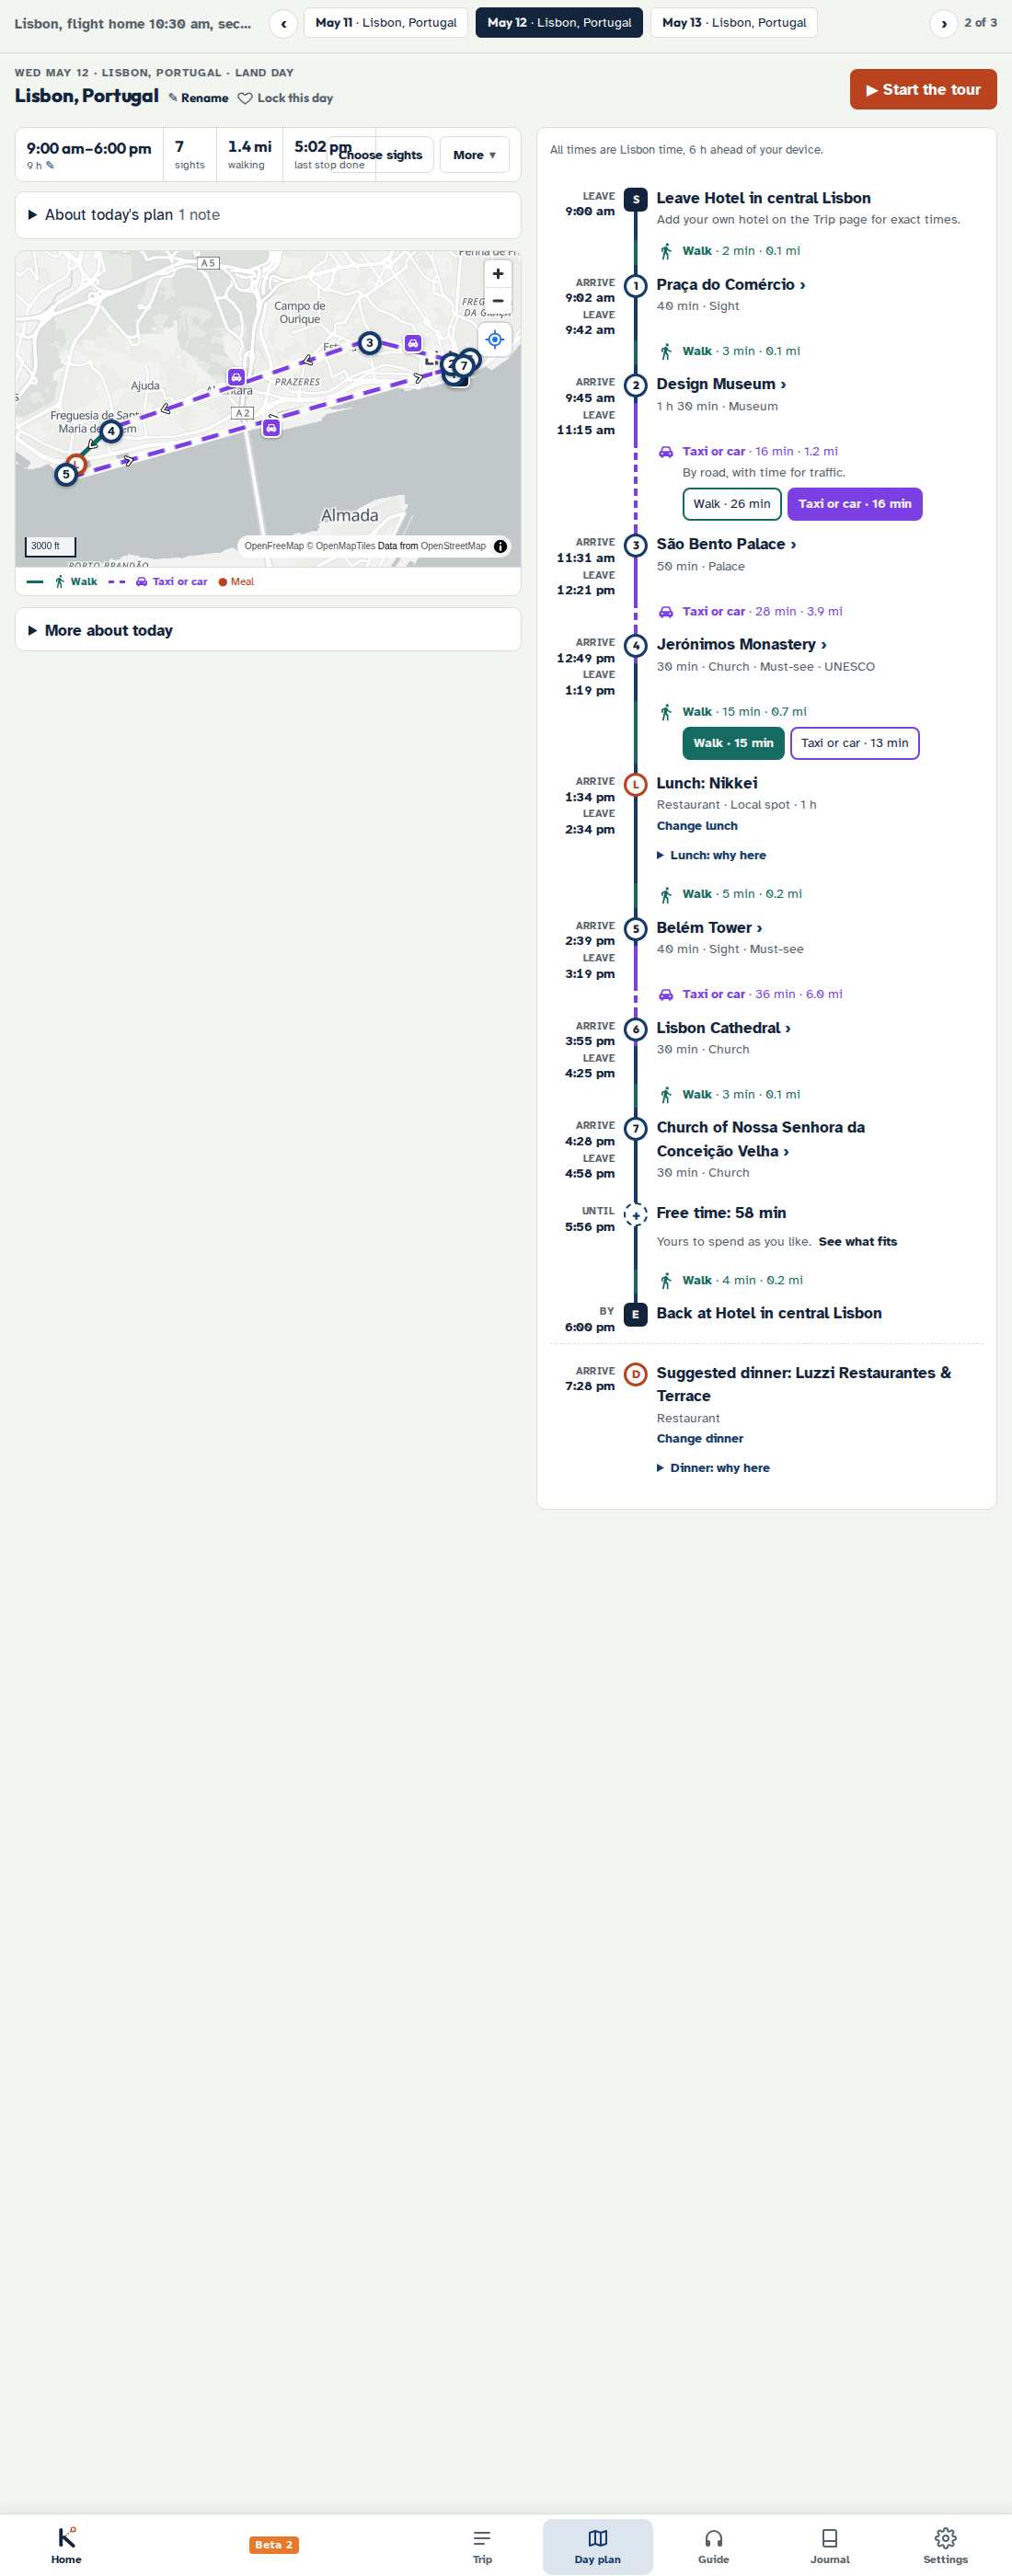 Lisbon, flight home 10:30 am, sec...
May 11 · Lisbon, Portugal
May 12 · Lisbon, Portugal
May 13 · Lisbon, Portugal
2 of 3
WED MAY 12 · LISBON, PORTUGAL · LAND DAY
Lisbon, Portugal
Rename
Lock this day
Start the tour
9:00 am–6:00 pm
9 h
7
sights
1.4 mi
walking
5:02 pm
last stop done
Choose sights
More
About today's plan 1 note
A 5
Campo de
Ourique
PRAZERES
Ajuda
A 2
Freguesia de Sant
Almada
3000 ft
OpenFreeMap © OpenMapTiles Data from OpenStreetMap
PORTO BRANDÃO
3
4
5
7
Walk
Taxi or car
Meal
More about today
All times are Lisbon time, 6 h ahead of your device.
LEAVE
9:00 am
S
Leave Hotel in central Lisbon
Add your own hotel on the Trip page for exact times.
Walk · 2 min · 0.1 mi
ARRIVE
9:02 am
LEAVE
9:42 am
1
Praça do Comércio ›
40 min · Sight
Walk · 3 min · 0.1 mi
ARRIVE
9:45 am
LEAVE
11:15 am
2
Design Museum ›
1 h 30 min · Museum
Taxi or car · 16 min · 1.2 mi
By road, with time for traffic.
Walk · 26 min
Taxi or car · 16 min
ARRIVE
11:31 am
LEAVE
12:21 pm
3
São Bento Palace ›
50 min · Palace
Taxi or car · 28 min · 3.9 mi
ARRIVE
12:49 pm
LEAVE
1:19 pm
4
Jerónimos Monastery ›
30 min · Church · Must-see · UNESCO
Walk · 15 min · 0.7 mi
Walk · 15 min
Taxi or car · 13 min
ARRIVE
1:34 pm
LEAVE
2:34 pm
L
Lunch: Nikkei
Restaurant · Local spot · 1 h
Change lunch
Lunch: why here
Walk · 5 min · 0.2 mi
ARRIVE
2:39 pm
LEAVE
3:19 pm
5
Belém Tower ›
40 min · Sight · Must-see
Taxi or car · 36 min · 6.0 mi
ARRIVE
3:55 pm
LEAVE
4:25 pm
6
Lisbon Cathedral ›
30 min · Church
Walk · 3 min · 0.1 mi
ARRIVE
4:28 pm
LEAVE
4:58 pm
7
Church of Nossa Senhora da
Conceição Velha ›
30 min · Church
UNTIL
5:56 pm
Free time: 58 min
Yours to spend as you like. See what fits
Walk · 4 min · 0.2 mi
BY
6:00 pm
E
Back at Hotel in central Lisbon
ARRIVE
7:28 pm
D
Suggested dinner: Luzzi Restaurantes &
Terrace
Restaurant
Change dinner
Dinner: why here
Home
Beta 2
Trip
Day plan
Guide
Journal
Settings